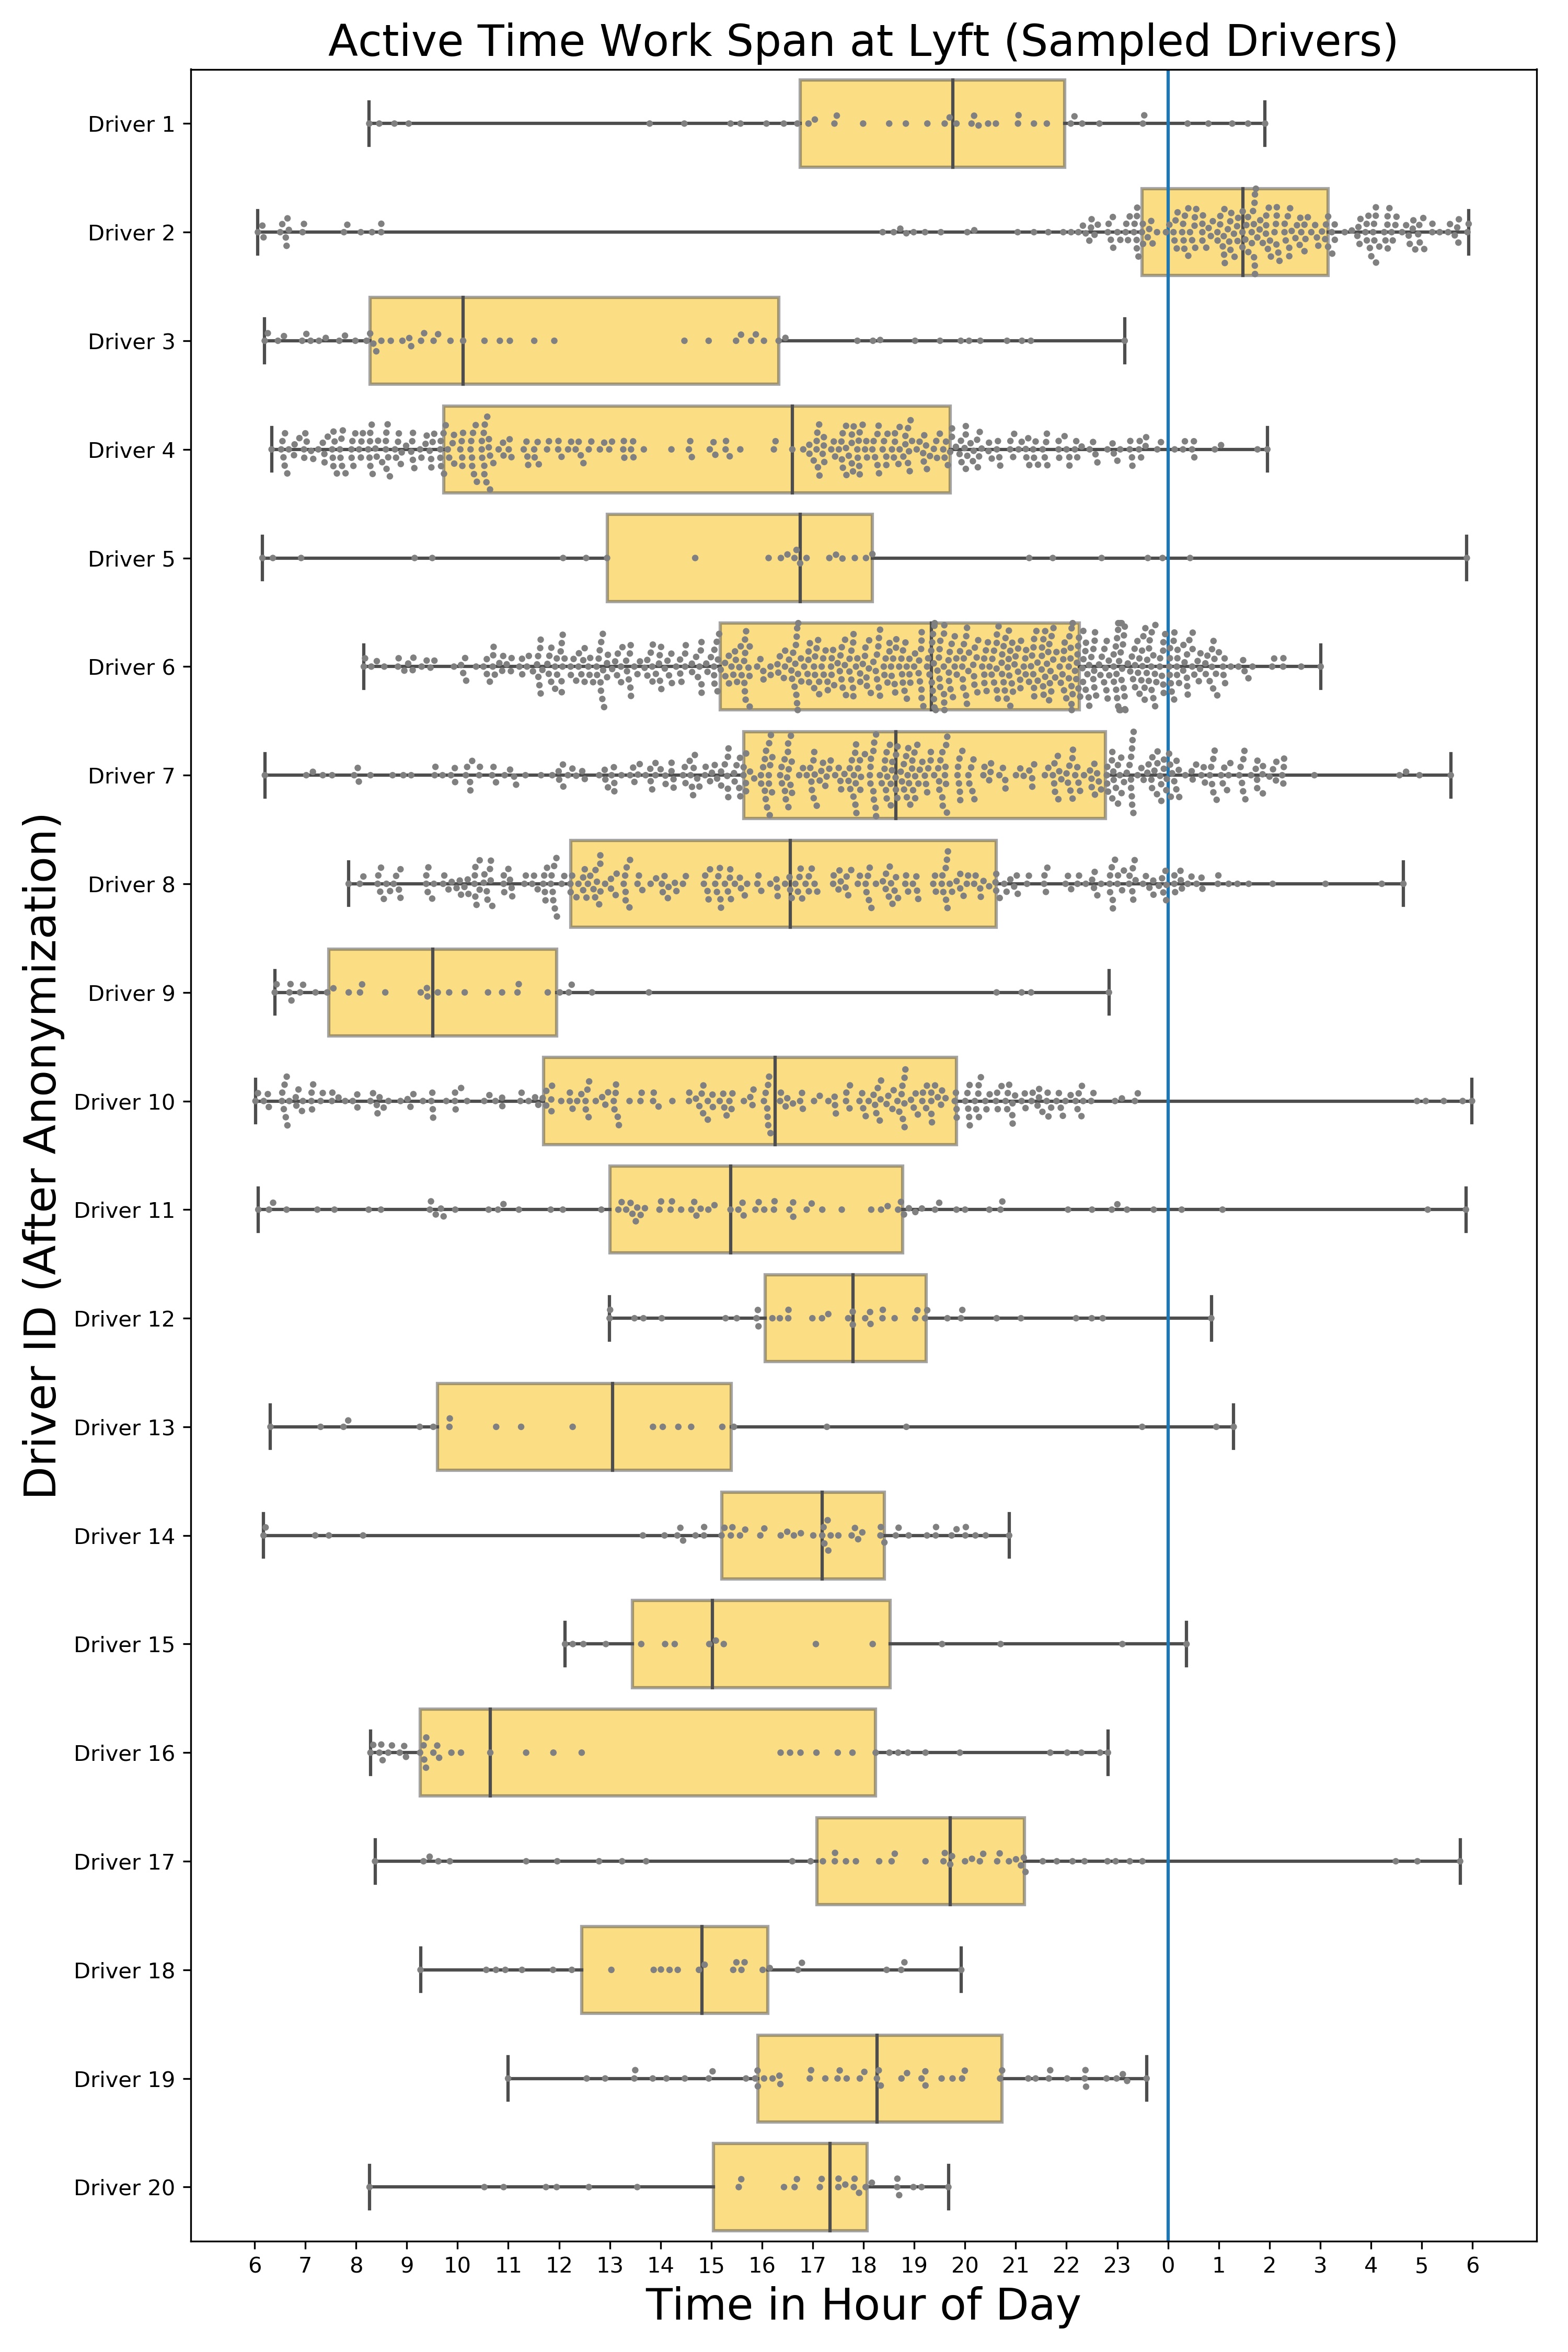 Active Time Work Span at Lyft (Sampled Drivers)
Driver ID (After Anonymization)
Driver 1
Driver 2
Driver 3
Driver 4
Driver 5
Driver 6
Driver 7
Driver 8
Driver 9
Driver 10
Driver 11
Driver 12
Driver 13
Driver 14
Driver 15
Driver 16
Driver 17
Driver 18
Driver 19
Driver 20
6 7 8 9 10 11 12 13 14 15 16 17 18 19 20 21 22 23 0 1 2 3 4 5 6
Time in Hour of Day